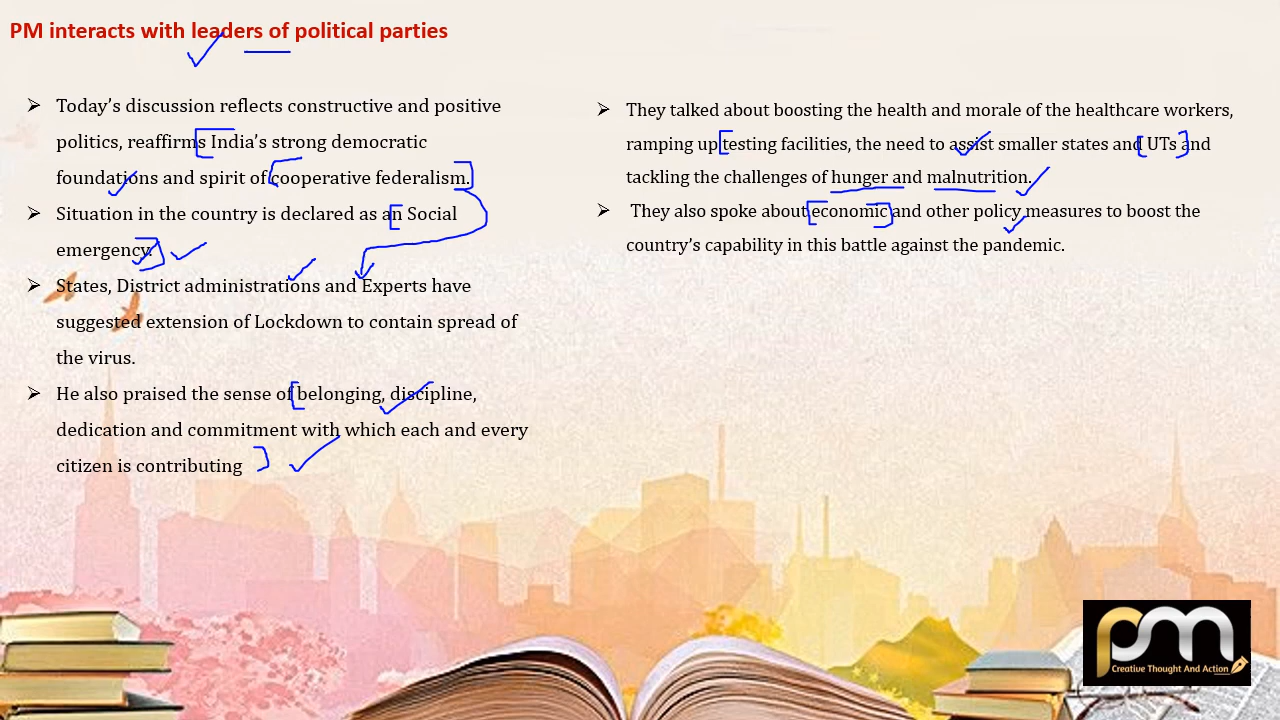 PM interacts with leaders of political parties
➢ Today’s discussion reflects constructive and positive
politics, reaffirms India’s strong democratic
foundations and spirit of cooperative federalism.
➢ Situation in the country is declared as an Social
emergency.
➢ States, District administrations and Experts have
suggested extension of Lockdown to contain spread of
the virus.
➢ He also praised the sense of belonging, discipline,
dedication and commitment with which each and every
citizen is contributing
➢ They talked about boosting the health and morale of the healthcare workers,
ramping up testing facilities, the need to assist smaller states and UTs and
tackling the challenges of hunger and malnutrition.
➢ They also spoke about economic and other policy measures to boost the
country’s capability in this battle against the pandemic.
pm
Creative Thought And Action